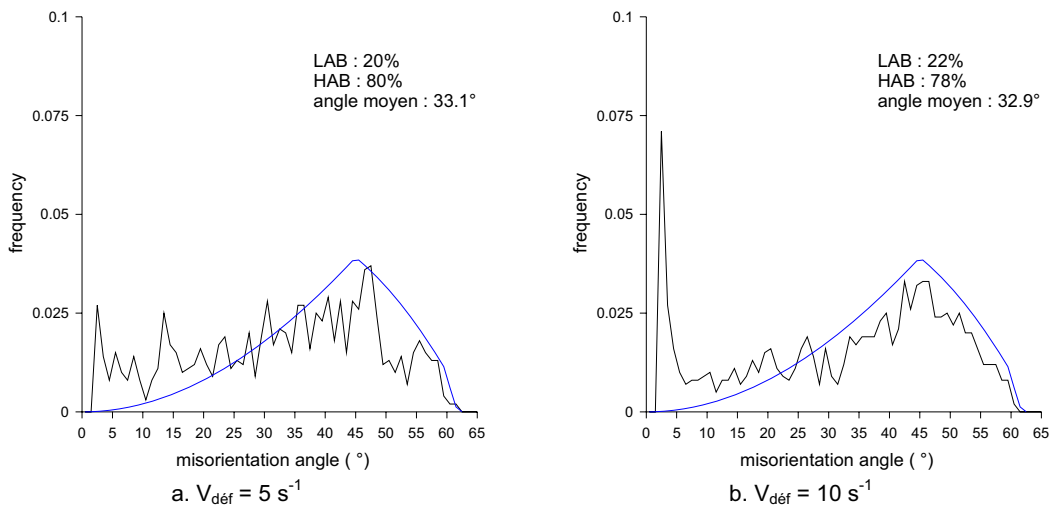 0.1
0.075
0.05
0.025
0
frequency
LAB : 20%
HAB : 80%
angle moyen : 33.1°
0 5 10 15 20 25 30 35 40 45 50 55 60 65
misorientation angle ( °)
a. V déf = 5 s-1
0.1
0.075
0.05
0.025
0
frequency
LAB : 22%
HAB : 78%
angle moyen : 32.9°
0 5 10 15 20 25 30 35 40 45 50 55 60 65
misorientation angle ( °)
b. V déf = 10 s-1